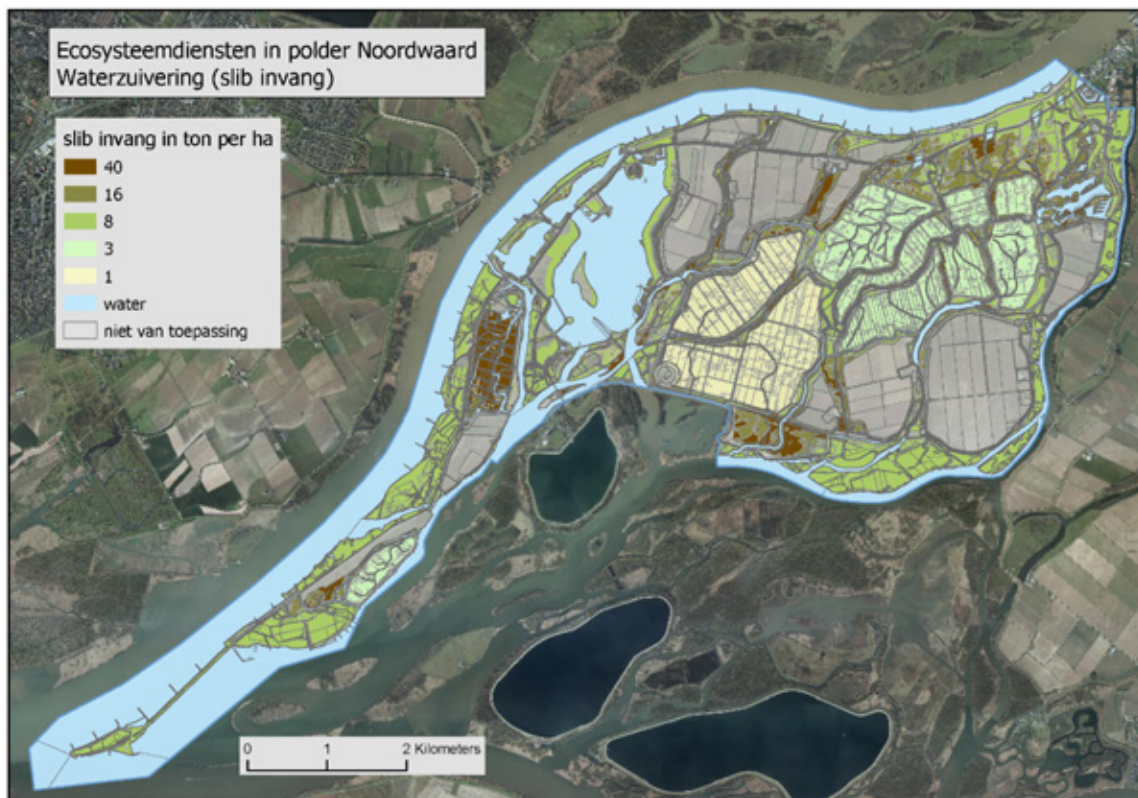 Ecosysteemdiensten in polder Noordwaard
Waterzuivering (slib invang)
slib invang in ton per ha
40
16
8
3
1
water
niet van toepassing
0 1 2 Kilometers